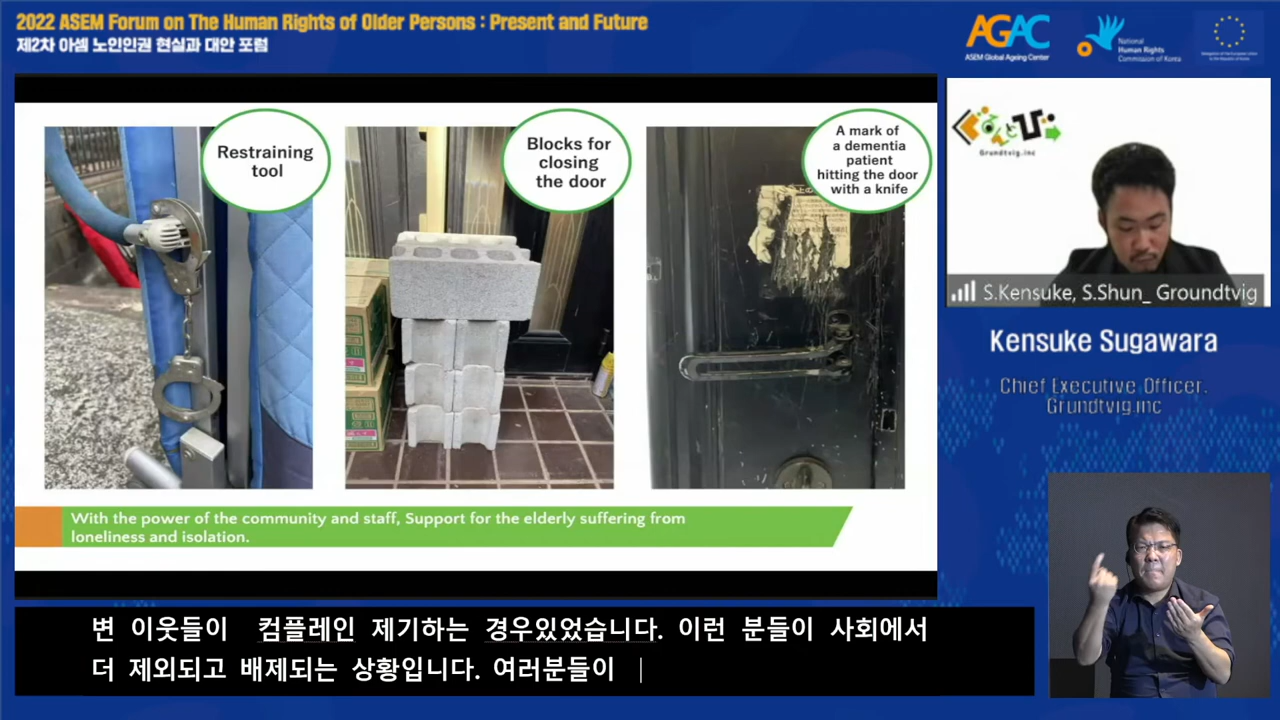 2022 ASEM Forum on The Human Rights of Older Persons : Present and Future
제2차 아셈 노인인권 현실과 대안 포럼
AGAC
ASEM Global Ageing Center
National
Human Rights
Commission of Korea
Restraining
tool
Blocks for
closing
the door
A mark of
a dementia
patient
hitting the door
with a knife
With the power of the community and staff, Support for the elderly suffering from
loneliness and isolation.
Grundtvig.inc
S.Kensuke, S.Shun_ Groundtvig
Kensuke Sugawara
Chief Executive Officer.
Grundtvig.inc
변 이웃들이 컴플레인 제기하는 경우있었습니다. 이런 분들이 사회에서
더 제외되고 배제되는 상황입니다. 여러분들이